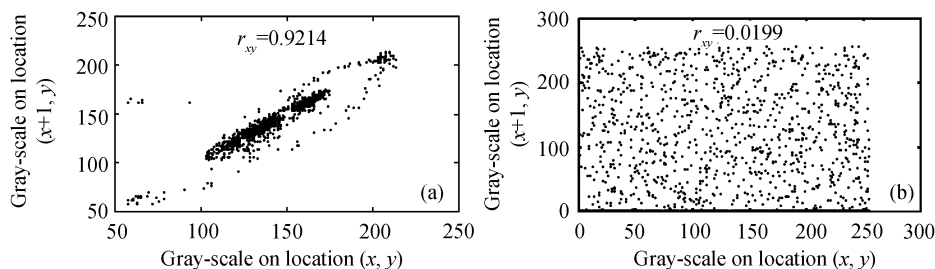 Gray-scale on location
(x+1, y)
250
200
150
100
50
r_xy=0.9214
(a)
50 100 150 200 250
Gray-scale on location (x, y)
Gray-scale on location
(x+1, y)
300
200
100
0
r_xy=0.0199
(b)
0 50 100 150 200 250 300
Gray-scale on location (x, y)